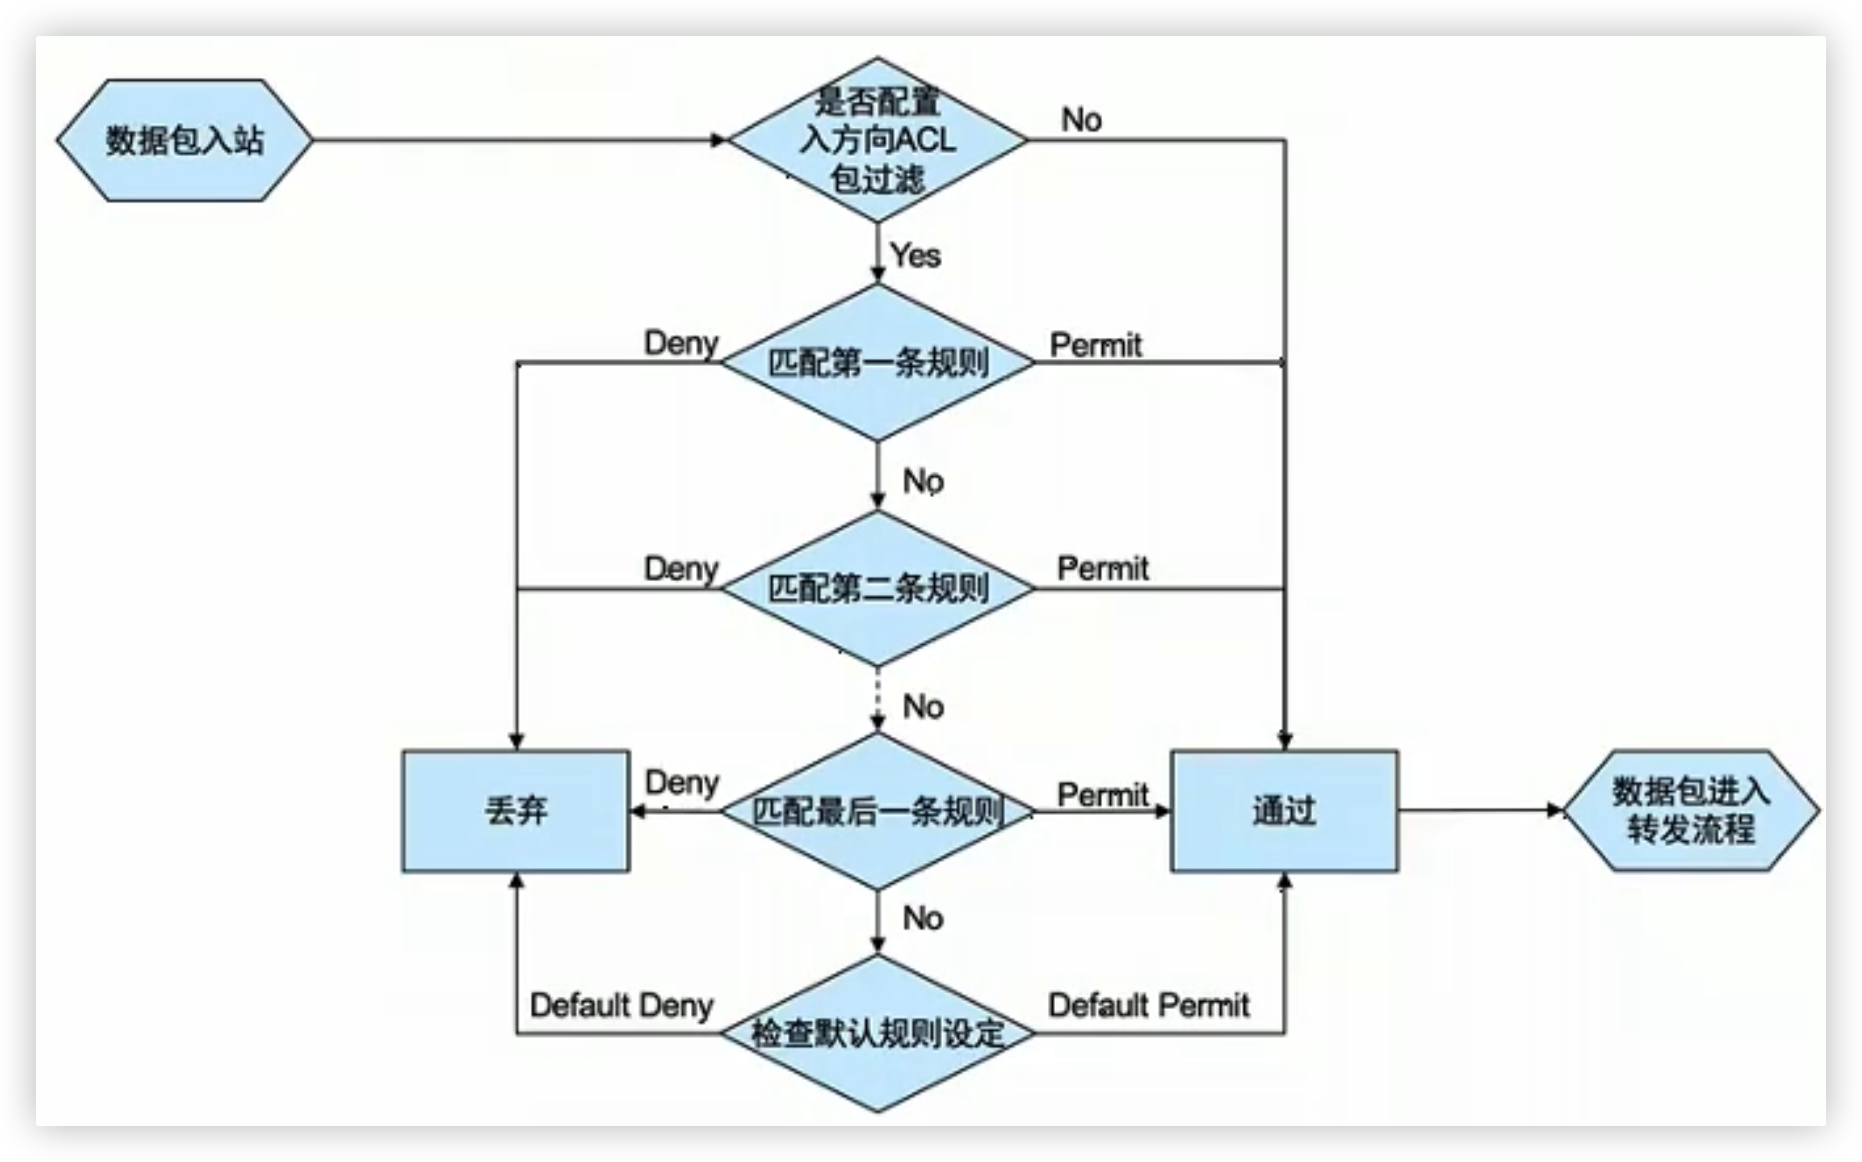 数据包入站
是否配置
入方向ACL
包过滤
No
Yes
Deny
匹配第一条规则
Permit
No
Deny
匹配第二条规则
Permit
No
丢弃
Deny
匹配最后一条规则
Permit
通过
数据包进入
转发流程
No
Default Deny
检查默认规则设定
Default Permit